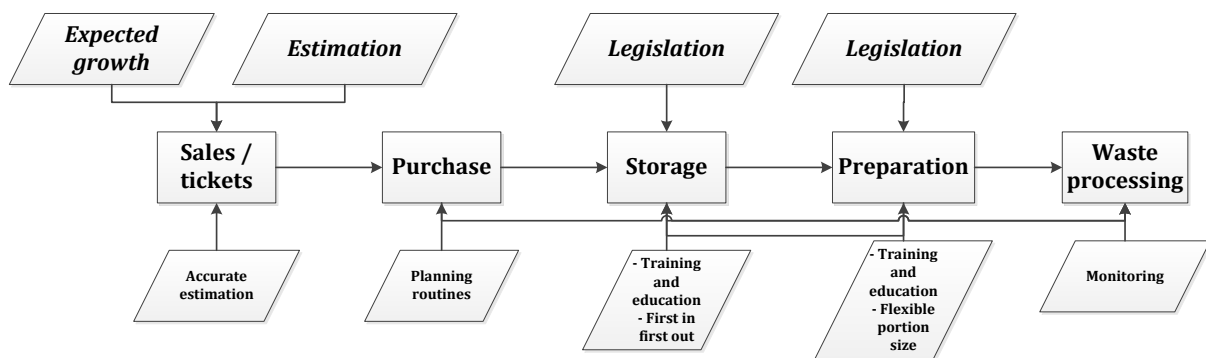 Expected
growth
Estimation
Legislation
Legislation
Sales /
tickets
Purchase
Storage
Preparation
Waste
processing
Accurate
estimation
Planning
routines
- Training
and
education
- First in
first out
- Training
and
education
- Flexible
portion
size
Monitoring